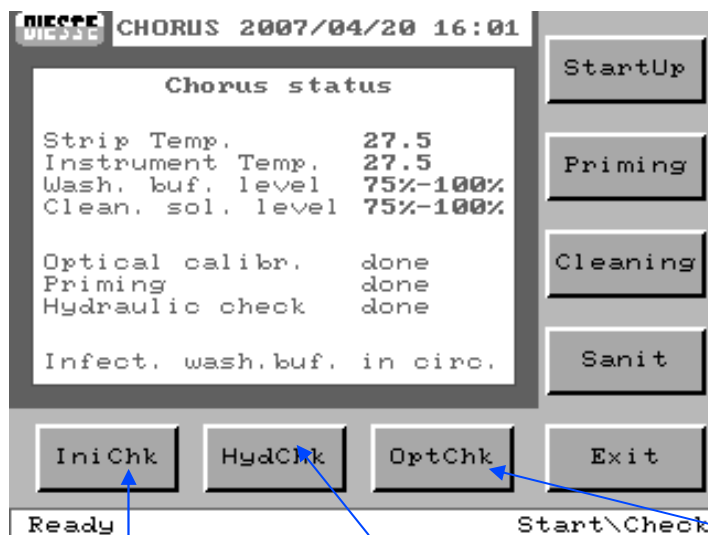 DIESSE CHORUS 2007/04/20 16:01
Chorus status
Strip Temp. 27.5
Instrument Temp. 27.5
Wash. buf. level 75%-100%
Clean. sol. level 75%-100%
Optical calibr. done
Priming done
Hydraulic check done
Infect. wash.buf. in circ.
StartUp
Priming
Cleaning
Sanit
IniChk HydChk OptChk Exit
Ready Start\Check